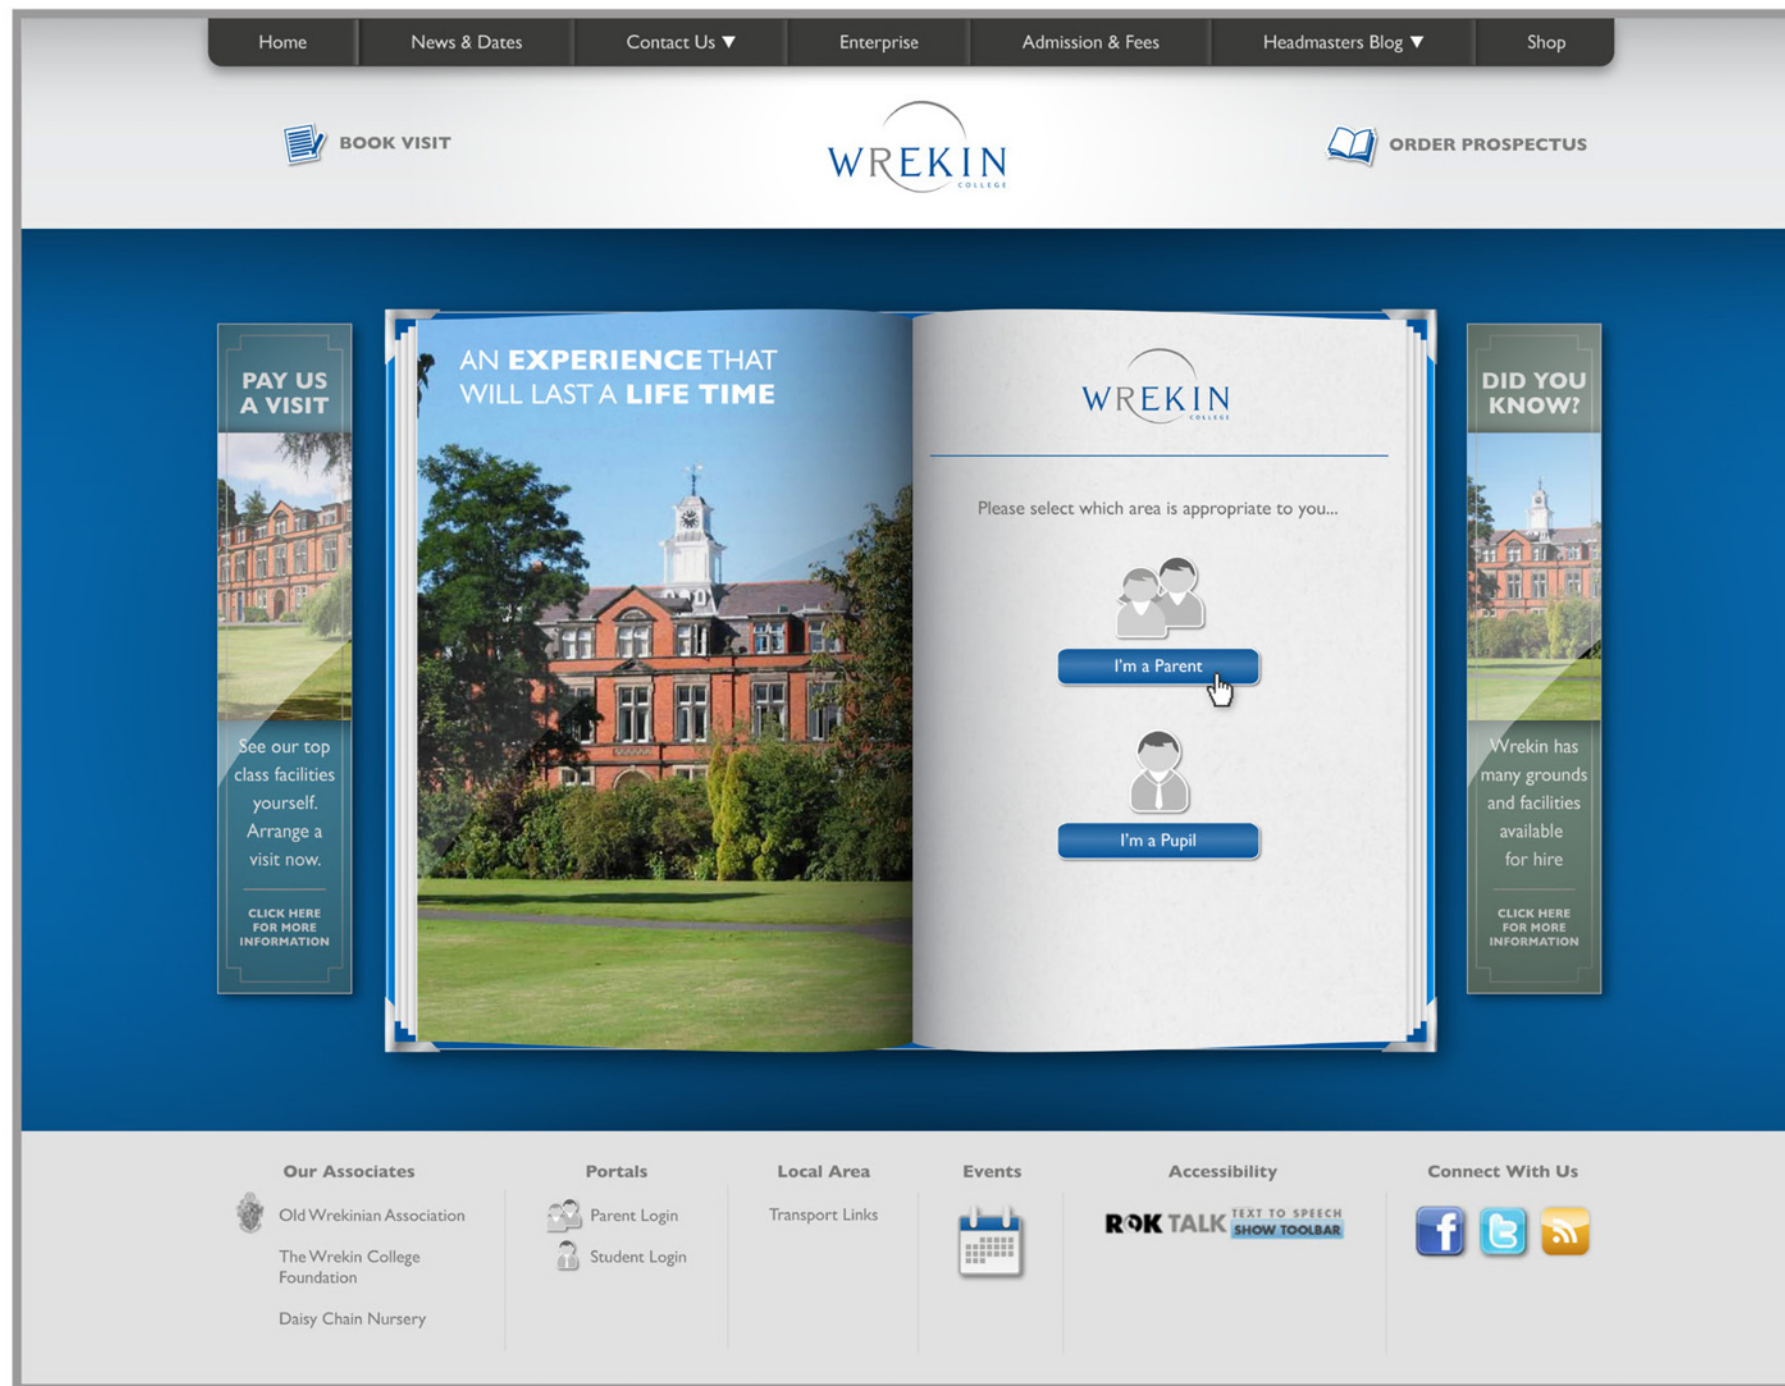 Home
News & Dates
Contact Us ▼
Enterprise
Admission & Fees
Headmasters Blog ▼
Shop
BOOK VISIT
WREKIN
COLLEGE
ORDER PROSPECTUS
PAY US
A VISIT
See our top
class facilities
yourself.
Arrange a
visit now.
CLICK HERE
FOR MORE
INFORMATION
AN EXPERIENCE THAT
WILL LAST A LIFE TIME
WREKIN
COLLEGE
Please select which area is appropriate to you...
I'm a Parent
I'm a Pupil
DID YOU
KNOW?
Wrekin has
many grounds
and facilities
available
for hire
CLICK HERE
FOR MORE
INFORMATION
Our Associates
Old Wrekinian Association
The Wrekin College
Foundation
Daisy Chain Nursery
Portals
Parent Login
Student Login
Local Area
Transport Links
Events
Accessibility
ROK TALK
TEXT TO SPEECH
SHOW TOOLBAR
Connect With Us